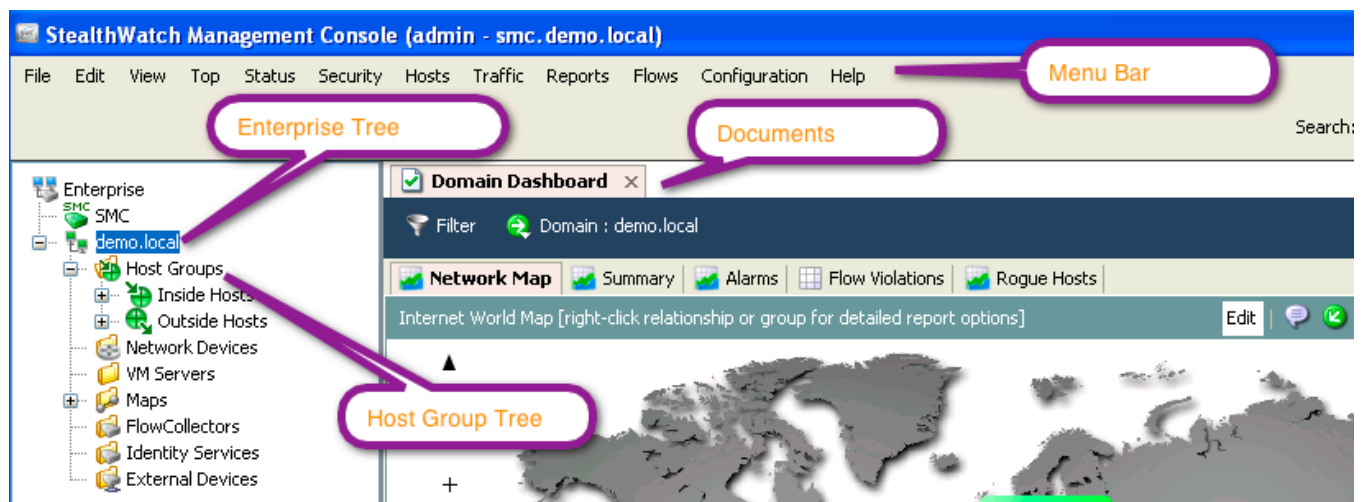 StealthWatch Management Console (admin - smc.demo.local)
File Edit View Top Status Security Hosts Traffic Reports Flows Configuration Help
Menu Bar
Enterprise Tree
Documents
Search:
Enterprise
SMC
SMC
demo.local
Host Groups
Inside Hosts
Outside Hosts
Network Devices
VM Servers
Maps
FlowCollectors
Identity Services
External Devices
Host Group Tree
Domain Dashboard
Filter Domain : demo.local
Network Map Summary Alarms Flow Violations Rogue Hosts
Internet World Map [right-click relationship or group for detailed report options] Edit